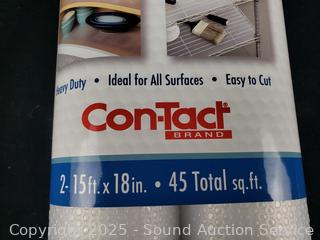 Heavy Duty • Ideal for All Surfaces • Easy to Cut
Con-Tact®
BRAND
2- 15ft. x 18in. • 45 Total sq.ft.
Copyright 2025 - Sound Auction Service -